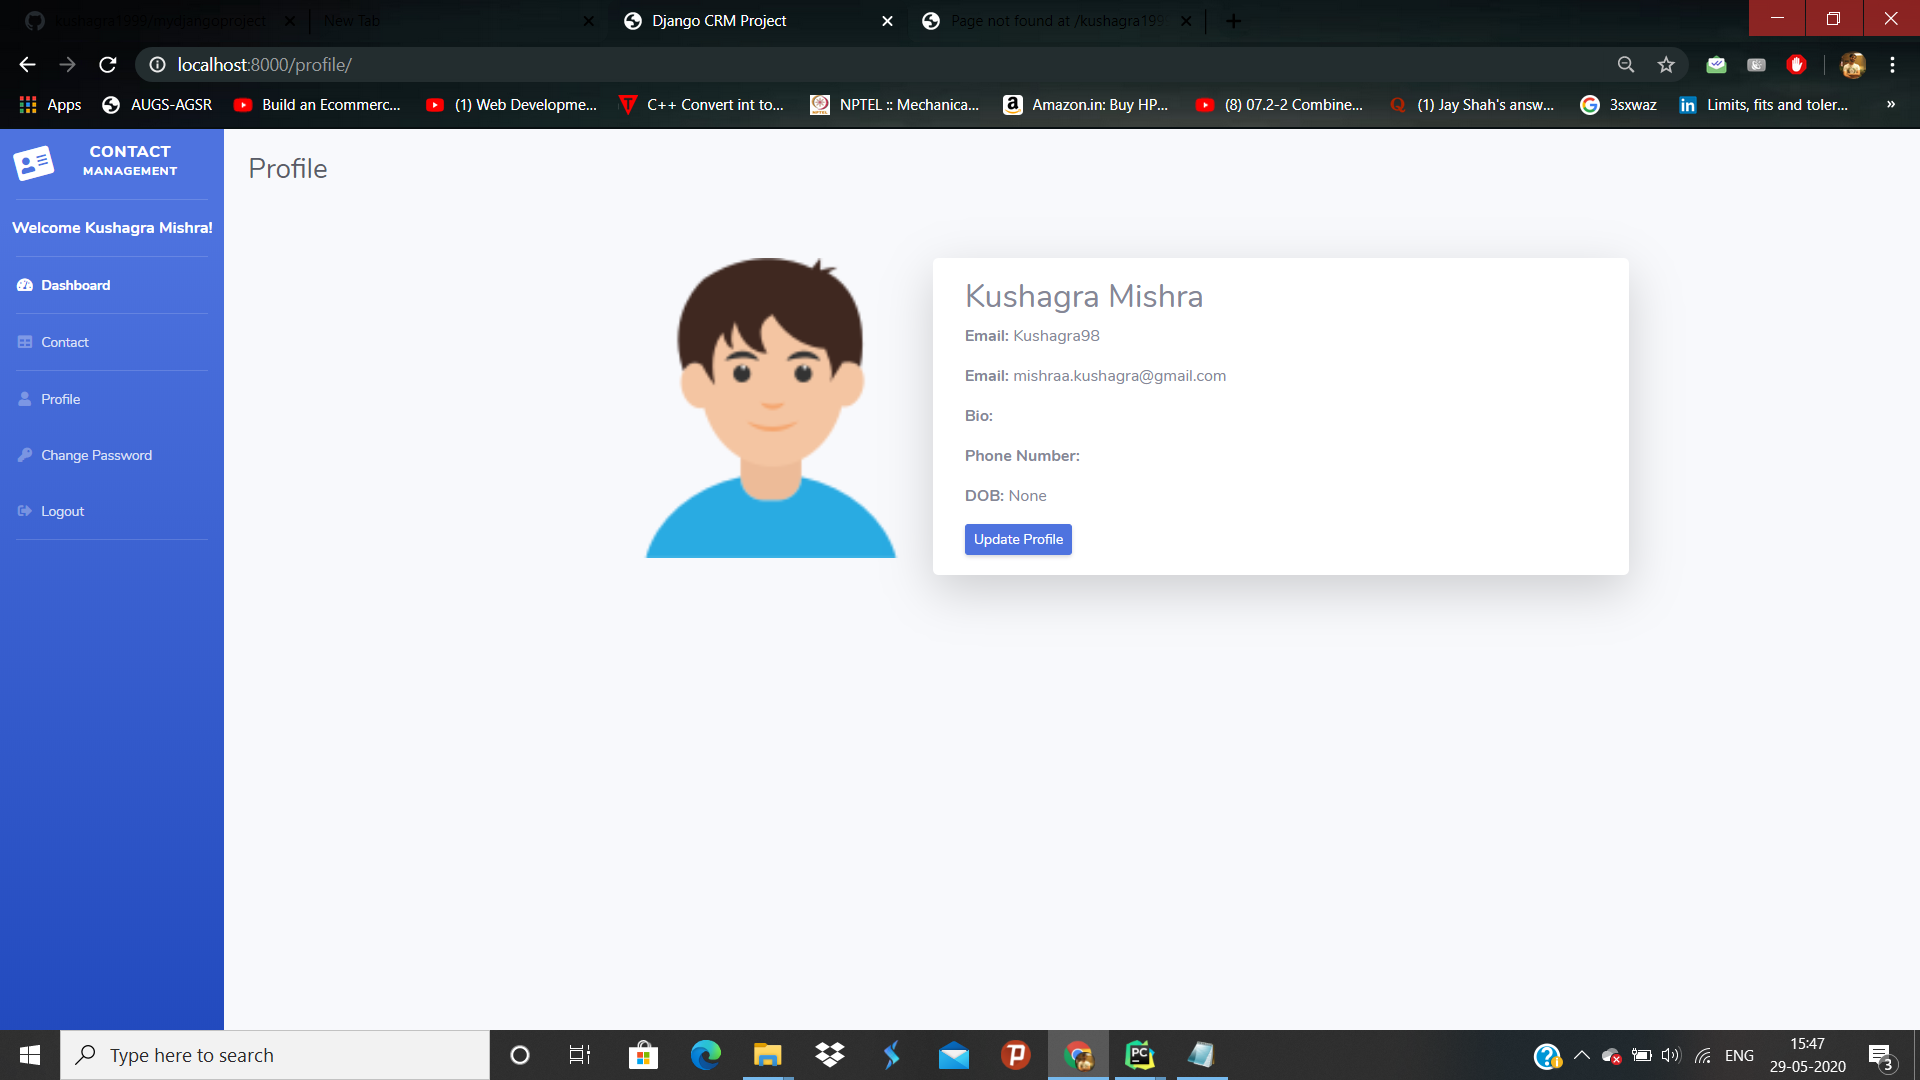 kushagra1999/mydjangoproject
New Tab
Django CRM Project
Page not found at /kushagra199
localhost:8000/profile/
Apps
AUGS-AGSR
Build an Ecommerc...
(1) Web Developme...
C++ Convert int to...
NPTEL :: Mechanica...
Amazon.in: Buy HP...
(8) 07.2-2 Combine...
(1) Jay Shah's answ...
3sxwaz
Limits, fits and toler...
»
CONTACT
MANAGEMENT
Welcome Kushagra Mishra!
Dashboard
Contact
Profile
Change Password
Logout
Profile
Kushagra Mishra
Email: Kushagra98
Email: mishraa.kushagra@gmail.com
Bio:
Phone Number:
DOB: None
Update Profile
Type here to search
ENG
15:47
29-05-2020
3